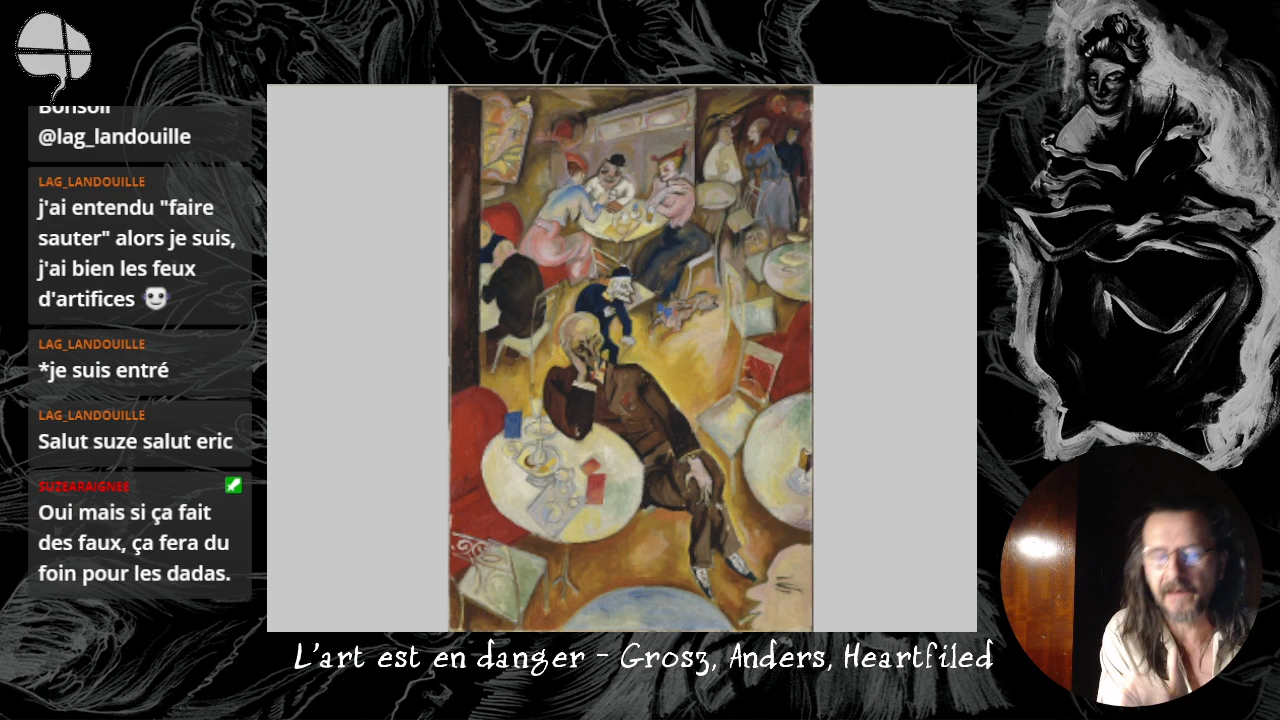 Bonsoir
@lag_landouille
LAG_LANDOUILLE
j'ai entendu "faire
sauter" alors je suis,
j'ai bien les feux
d'artifices
LAG_LANDOUILLE
*je suis entré
LAG_LANDOUILLE
Salut suze salut eric
SUZEARAIGNEE
Oui mais si ça fait
des faux, ça fera du
foin pour les dadas.
L'art est en danger - Grosz, Anders, Heartfiled